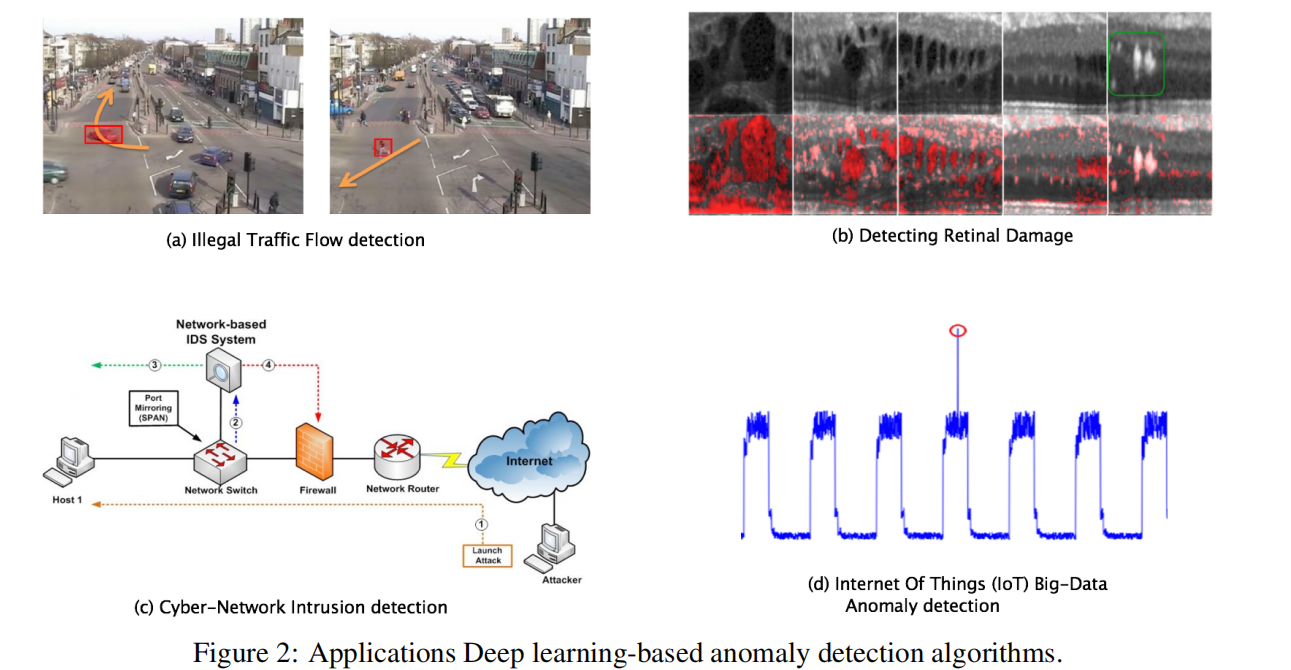 (a) Illegal Traffic Flow detection
(b) Detecting Retinal Damage
Network-based
IDS System
3
4
Port
Mirroring
(SPAN)
2
Internet
Host 1
Network Switch
Firewall
Network Router
1
Launch
Attack
Attacker
(c) Cyber-Network Intrusion detection
(d) Internet Of Things (IoT) Big-Data
Anomaly detection
Figure 2: Applications Deep learning-based anomaly detection algorithms.